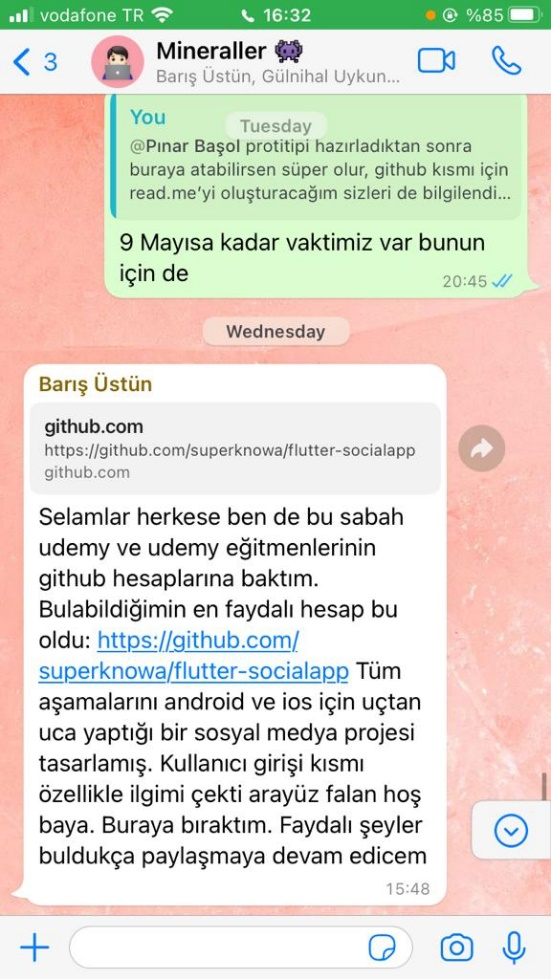 vodafone TR 16:32 %85
3 Mineraller
Barış Üstün, Gülnihal Uykun...
You
Tuesday
@Pınar Başol protitipi hazırladıktan sonra
buraya atabilirsen süper olur, github kısmı için
read.me'yi oluşturacağım sizleri de bilgilendi...
9 Mayısa kadar vaktimiz var bunun
için de
20:45
Wednesday
Barış Üstün
github.com
https://github.com/superknowa/flutter-socialapp
github.com
Selamlar herkese ben de bu sabah
udemy ve udemy eğitmenlerinin
github hesaplarına baktım.
Bulabildiğimin en faydalı hesap bu
oldu: https://github.com/
superknowa/flutter-socialapp Tüm
aşamalarını android ve ios için uçtan
uca yaptığı bir sosyal medya projesi
tasarlamış. Kullanıcı girişi kısmı
özellikle ilgimi çekti arayüz falan hoş
baya. Buraya bıraktım. Faydalı şeyler
buldukça paylaşmaya devam edicem
15:48